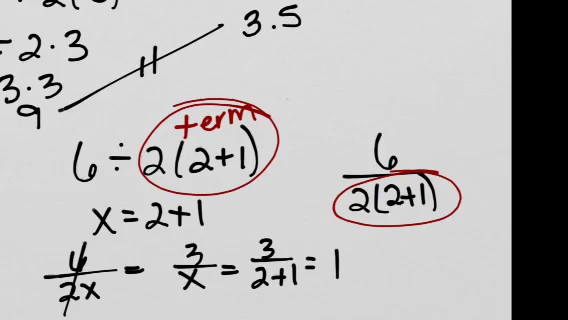 3.5
÷ 2·3
3·3
9
term
6 ÷ 2(2+1)
6/2(2+1)
x = 2+1
6/2x = 3/x = 3/2+1 = 1